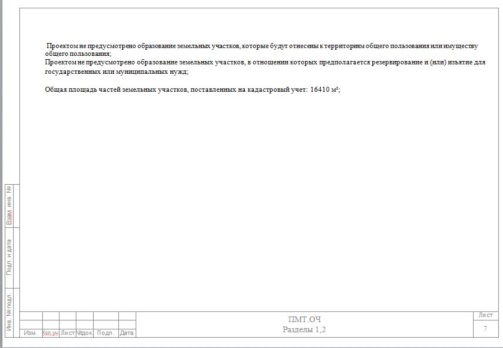 Проектом не предусмотрено образование земельных участков, которые будут отнесены к территориям общего пользования или имуществу
общего пользования;
Проектом не предусмотрено образование земельных участков, в отношении которых предполагается резервирование и (или) изъятие для
государственных или муниципальных нужд;
Общая площадь частей земельных участков, поставленных на кадастровый учет: 16410 м²;
Взам. инв. №
Подп. и дата
Инв. № подл.
Изм.
Лист
Подп.
Дата
ПМТ.ОЧ
Разделы 1,2
Лист
7